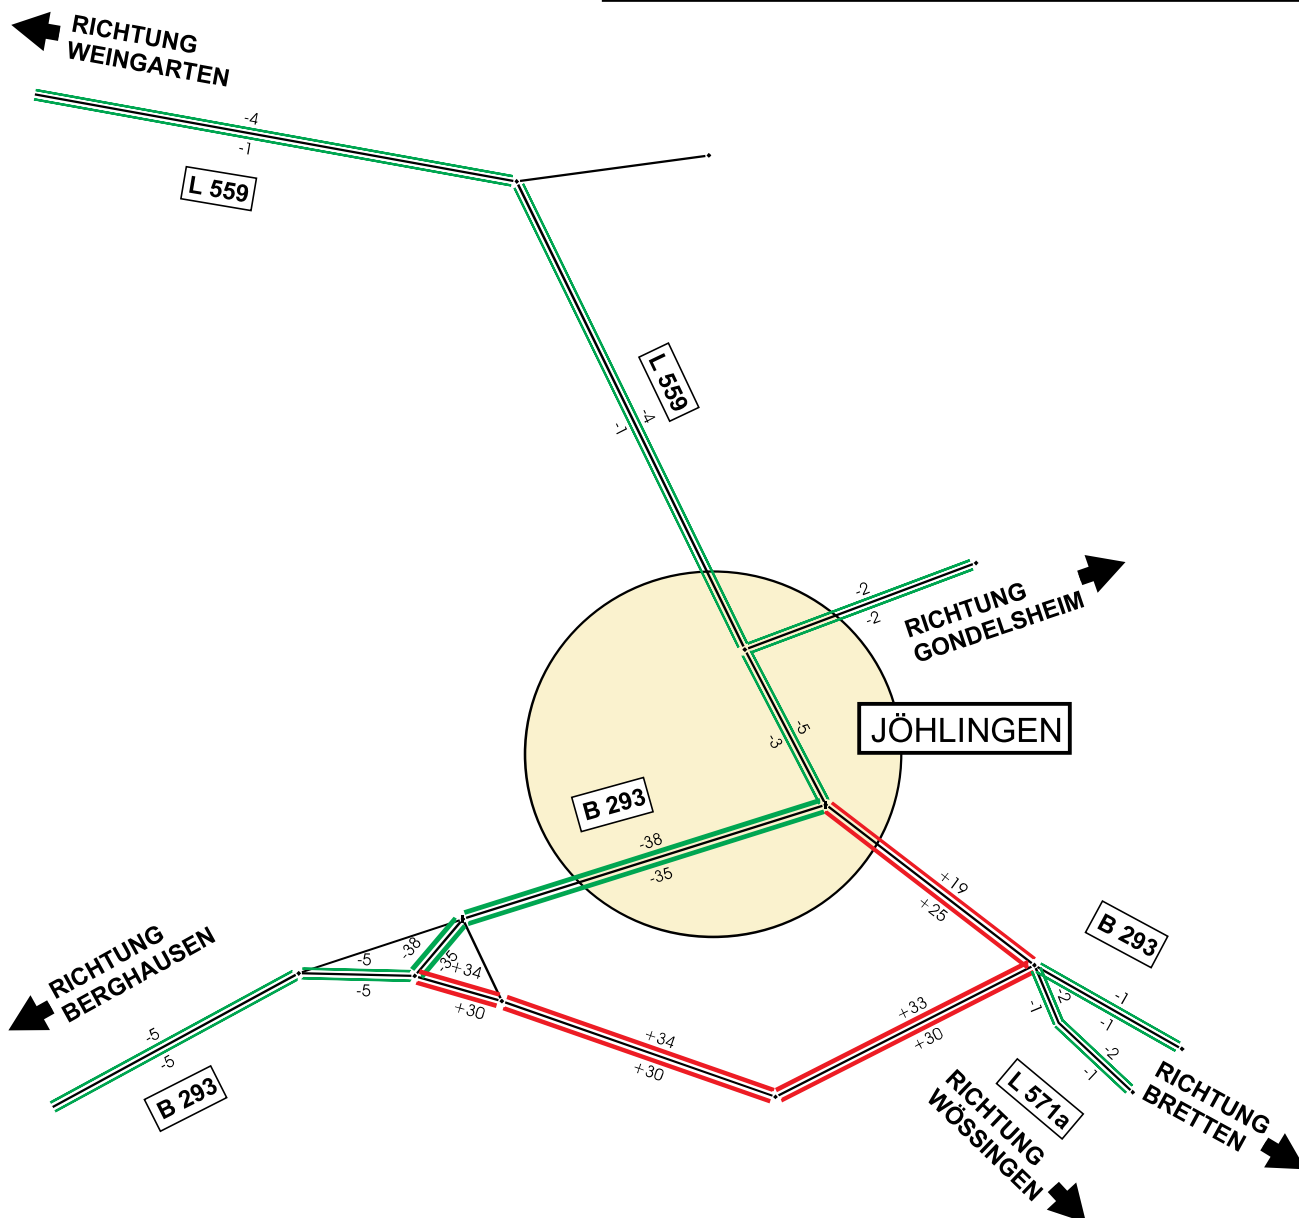 RICHTUNG
WEINGARTEN
-4
-1
L 559
L 559
-4
-1
-2
-2
RICHTUNG
GONDELSHEIM
-5
-3
JÖHLINGEN
B 293
-38
-35
+19
+25
B 293
RICHTUNG
BERGHAUSEN
-38
-35
-5
-5
+34
+30
-5
-5
B 293
+34
+30
+33
+30
-2
-1
-1
-1
-2
-1
L 571a
RICHTUNG
BRETTEN
RICHTUNG
WÖSSINGEN